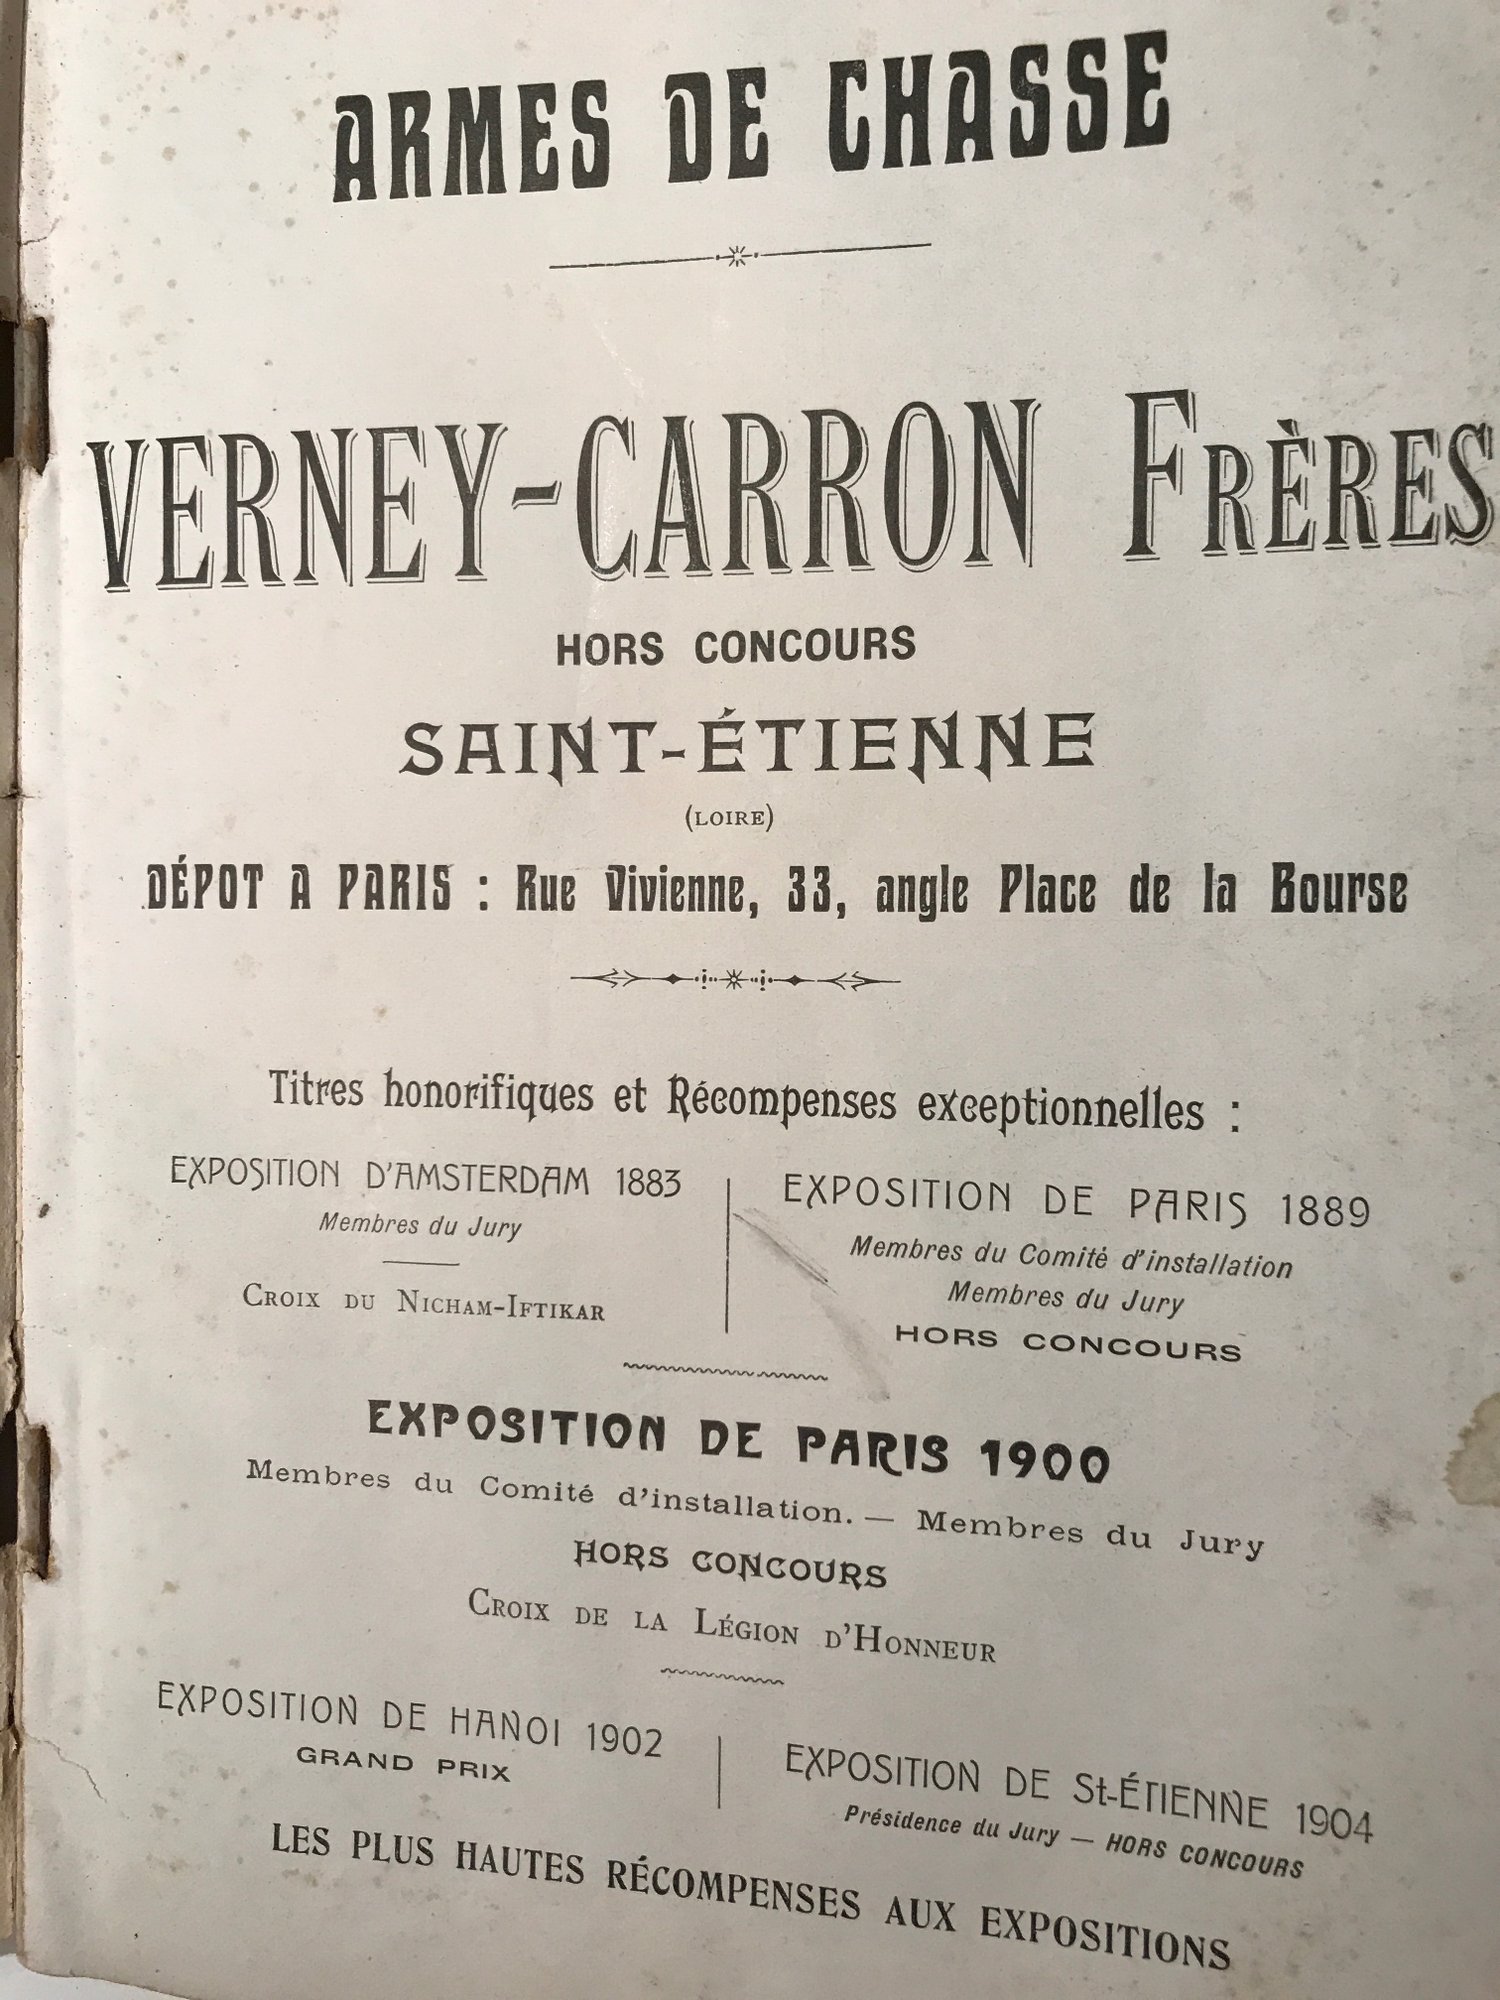 ARMES DE CHASSE
VERNEY-CARRON FRÈRES
HORS CONCOURS
SAINT-ÉTIENNE
(LOIRE)
DÉPOT A PARIS : Rue Vivienne, 33, angle Place de la Bourse
Titres honorifiques et Récompenses exceptionnelles :
EXPOSITION D'AMSTERDAM 1883
Membres du Jury
CROIX DU NICHAM-IFTIKAR
EXPOSITION DE PARIS 1889
Membres du Comité d'installation
Membres du Jury
HORS CONCOURS
EXPOSITION DE PARIS 1900
Membres du Comité d'installation. — Membres du Jury
HORS CONCOURS
CROIX DE LA LÉGION D'HONNEUR
EXPOSITION DE HANOI 1902
GRAND PRIX
EXPOSITION DE St-ÉTIENNE 1904
Présidence du Jury — HORS CONCOURS
LES PLUS HAUTES RÉCOMPENSES AUX EXPOSITIONS